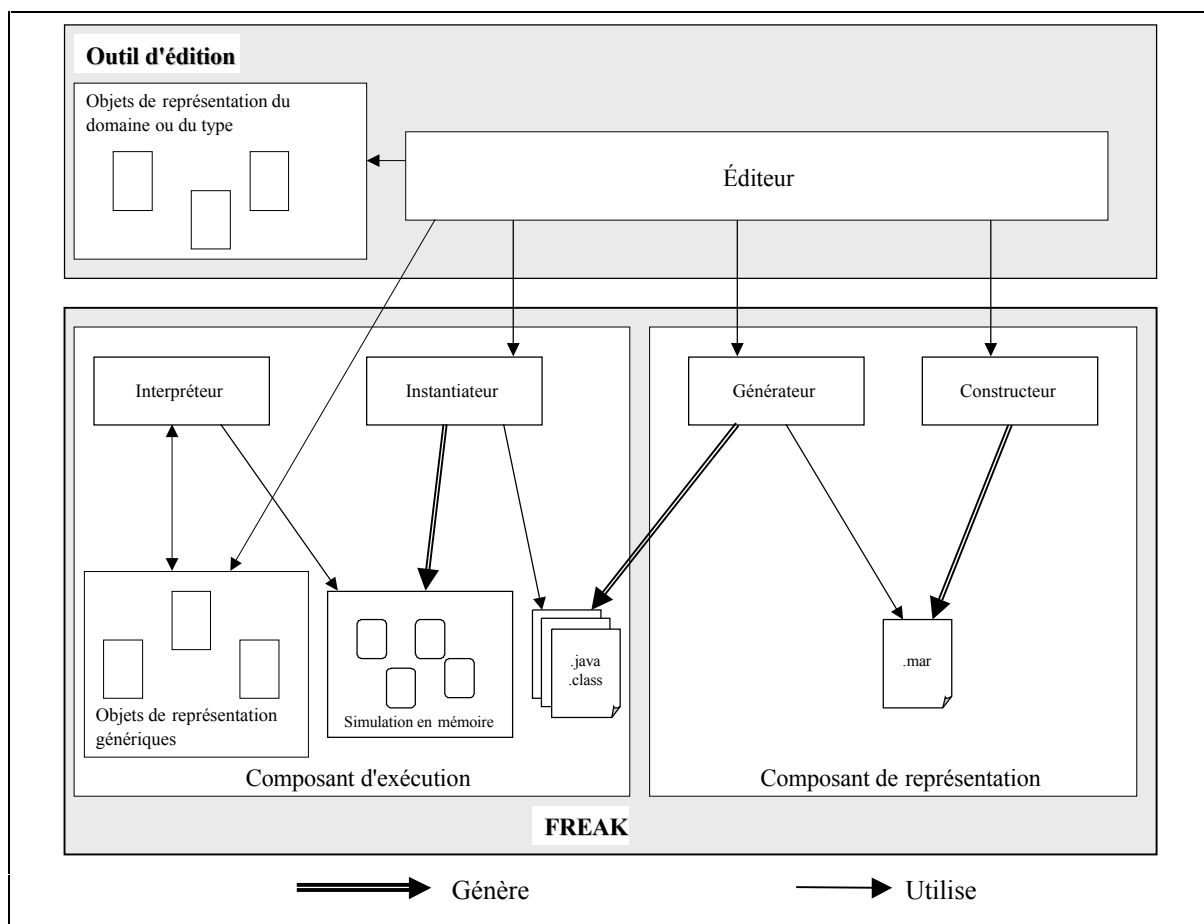 Outil d'édition
Objets de représentation du
domaine ou du type
Éditeur
Interpréteur
Instantiateur
Générateur
Constructeur
.java
.class
.mar
Objets de représentation
génériques
Simulation en mémoire
Composant d'exécution
Composant de représentation
FREAK
Génère
Utilise